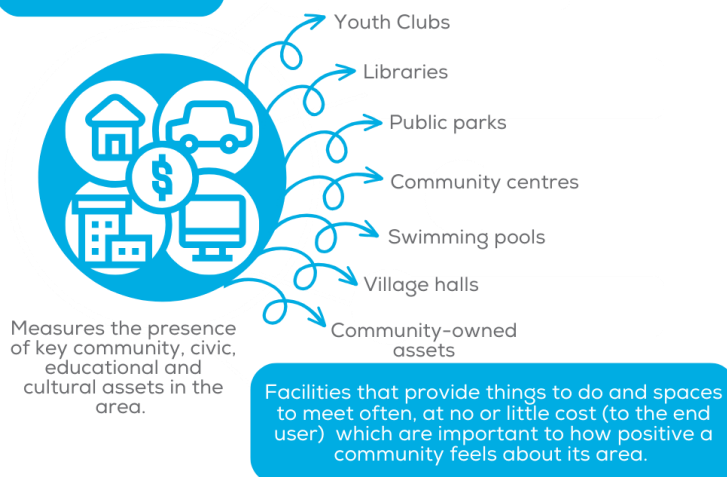 Youth Clubs
Libraries
Public parks
Community centres
Swimming pools
Village halls
Community-owned
assets
$
Measures the presence
of key community, civic,
educational and
cultural assets in the
area.
Facilities that provide things to do and spaces
to meet often, at no or little cost (to the end
user) which are important to how positive a
community feels about its area.